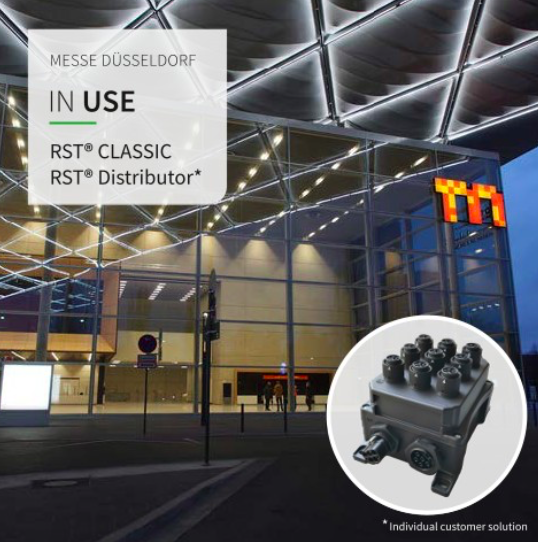 MESSE DÜSSELDORF
IN USE
RST® CLASSIC
RST® Distributor*
* Individual customer solution